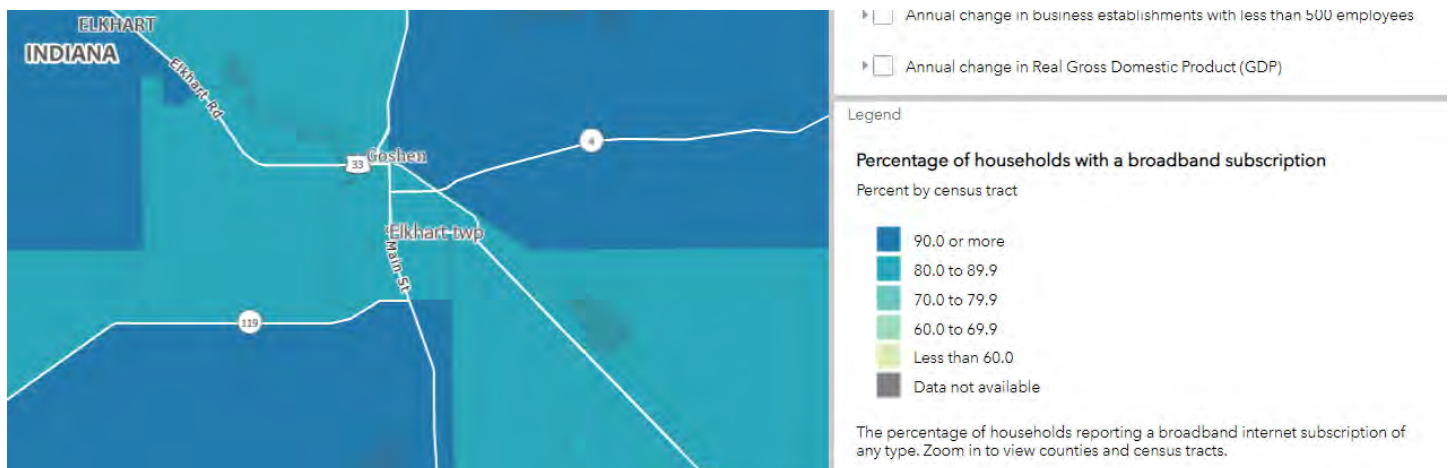 ELKHART
INDIANA
Elkhart Rd
33
Goshen
4
Elkhart twp
Main St
119
Annual change in business establishments with less than 500 employees
Annual change in Real Gross Domestic Product (GDP)
Legend
Percentage of households with a broadband subscription
Percent by census tract
90.0 or more
80.0 to 89.9
70.0 to 79.9
60.0 to 69.9
Less than 60.0
Data not available
The percentage of households reporting a broadband internet subscription of
any type. Zoom in to view counties and census tracts.